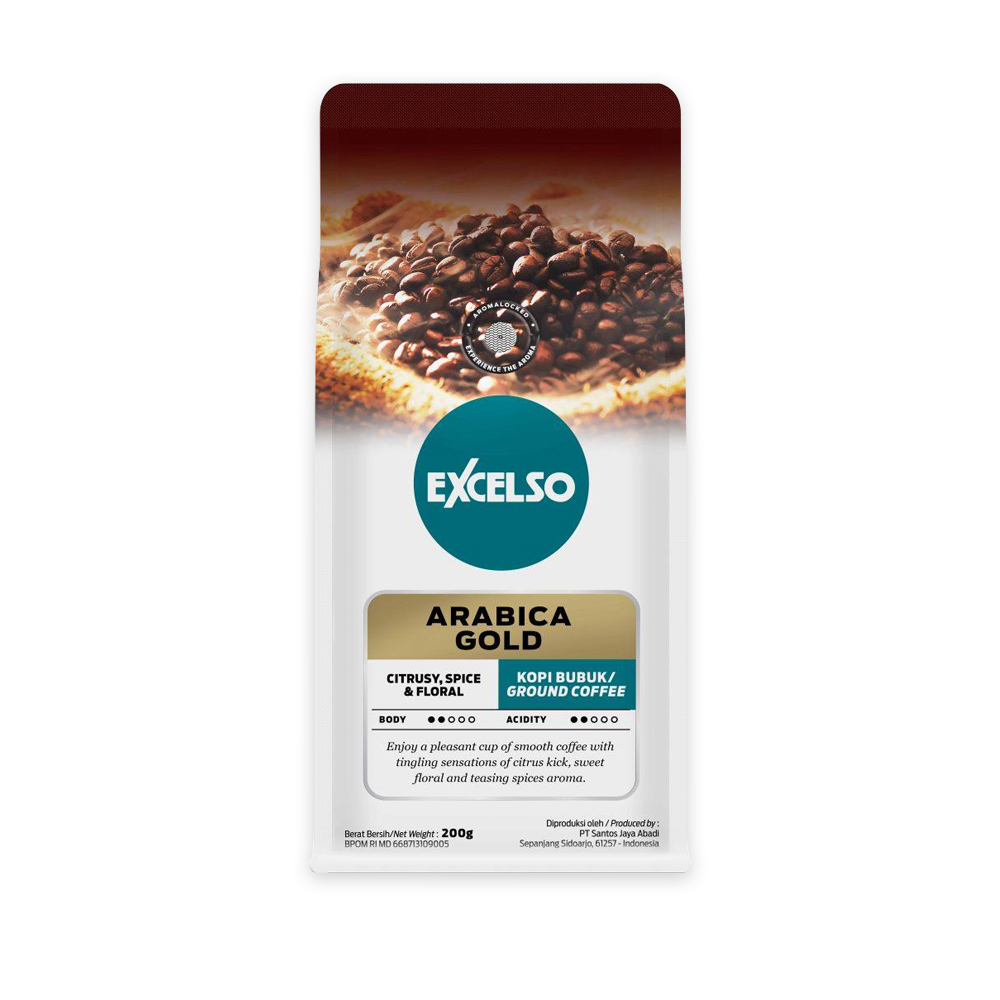 AROMALOCKED
EXPERIENCE THE AROMA
EXCELSO
ARABICA
GOLD
CITRUSY, SPICE
& FLORAL
KOPI BUBUK/
GROUND COFFEE
BODY
ACIDITY
Enjoy a pleasant cup of smooth coffee with
tingling sensations of citrus kick, sweet
floral and teasing spices aroma.
Berat Bersih/Net Weight : 200g
BPOM RI MD 668713109005
Diproduksi oleh / Produced by :
PT Santos Jaya Abadi
Sepanjang Sidoarjo, 61257 - Indonesia